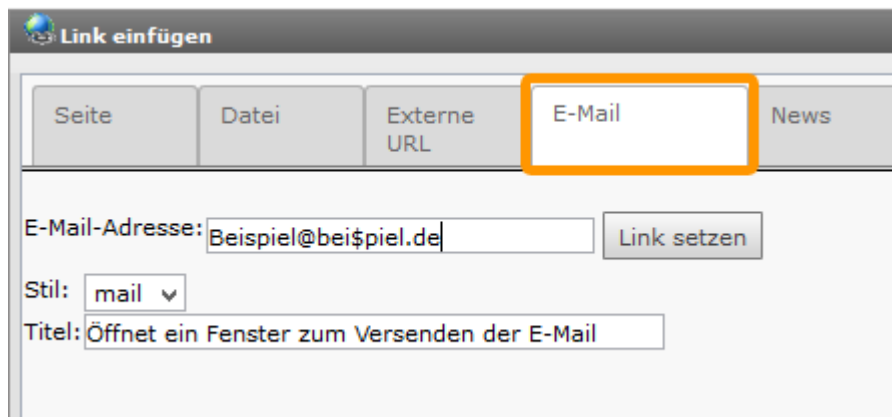 Link einfügen
Seite
Datei
Externe
URL
E-Mail
News
E-Mail-Adresse: Beispiel@bei$piel.de Link setzen
Stil: mail
Titel: Öffnet ein Fenster zum Versenden der E-Mail